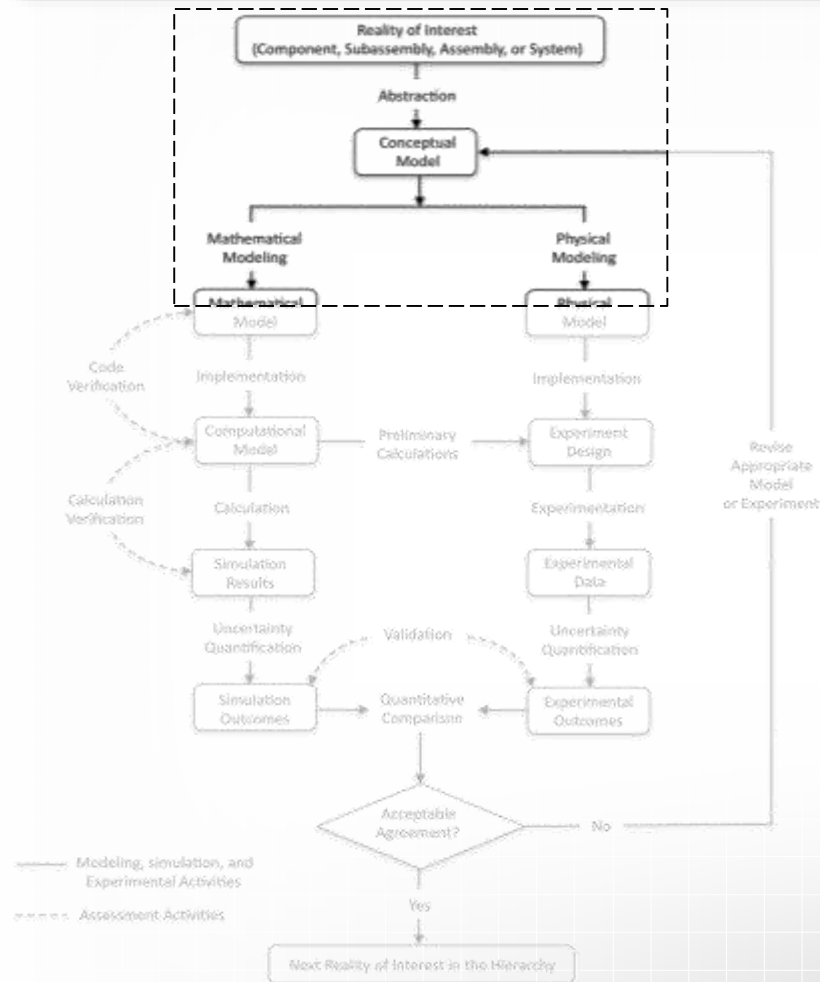 Reality of Interest
(Component, Subassembly, Assembly, or System)
Abstraction
Conceptual
Model
Mathematical
Modeling
Physical
Modeling
Mathematical
Model
Physical
Model
Code
Verification
Implementation
Implementation
Computational
Model
Preliminary
Calculations
Experiment
Design
Revise
Appropriate
Model
or Experiment
Calculation
Verification
Calculation
Experimentation
Simulation
Results
Experimental
Data
Uncertainty
Quantification
Validation
Uncertainty
Quantification
Simulation
Outcomes
Quantitative
Comparison
Experimental
Outcomes
Acceptable
Agreement?
No
Modeling, simulation, and
Experimental Activities
Yes
Assessment Activities
Next Reality of Interest in the Hierarchy